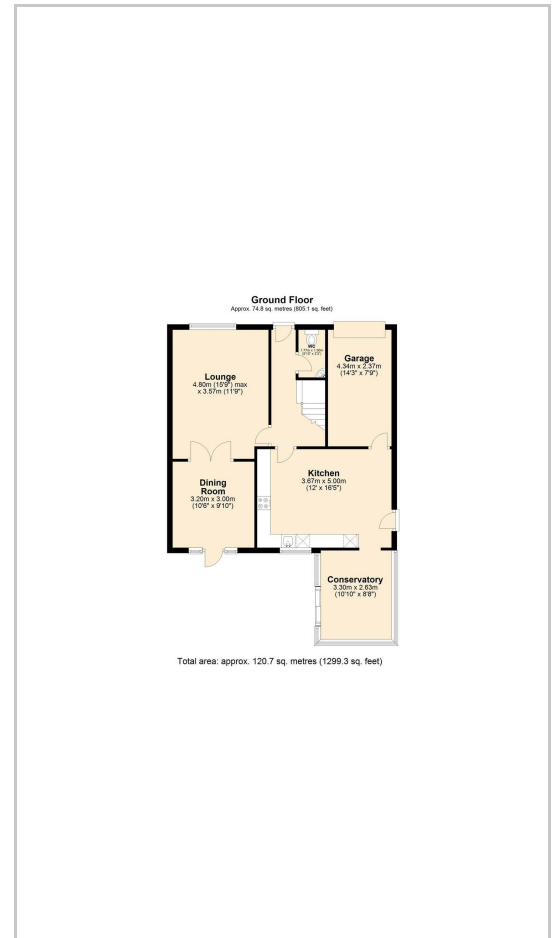 Ground Floor
Approx. 74.8 sq. metres (805.1 sq. feet)
Lounge
4.80m (15'9") max
x 3.57m (11'9")
WC
Garage
4.34m x 2.37m
(14'3" x 7'9")
Kitchen
3.67m x 5.00m
(12' x 16'5")
Dining
Room
3.20m x 3.00m
(10'6" x 9'10")
Conservatory
3.30m x 2.63m
(10'10" x 8'8")
Total area: approx. 120.7 sq. metres (1299.3 sq. feet)